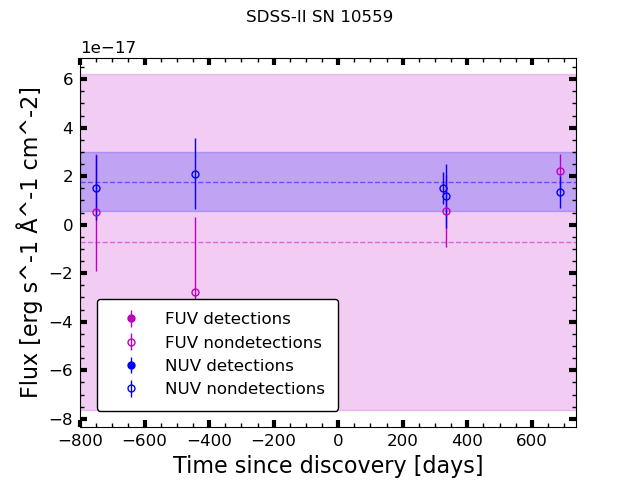 SDSS-II SN 10559
1e−17
6
4
2
0
−2
−4
−6
−8
Flux [erg s^-1 Å^-1 cm^-2]
FUV detections
FUV nondetections
NUV detections
NUV nondetections
−800 −600 −400 −200 0 200 400 600
Time since discovery [days]